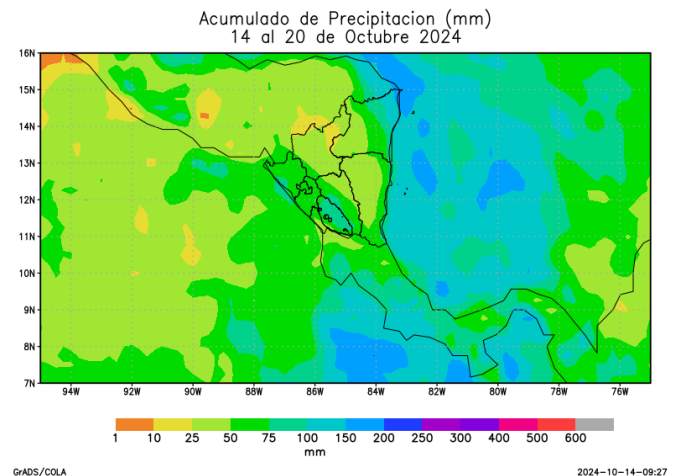 Acumulado de Precipitacion (mm)
14 al 20 de Octubre 2024
16N
15N
14N
13N
12N
11N
10N
9N
8N
7N
94W 92W 90W 88W 86W 84W 82W 80W 78W 76W
1 10 25 50 75 100 150 200 250 300 400 500 600
mm
GrADS/COLA 2024-10-14-09:27